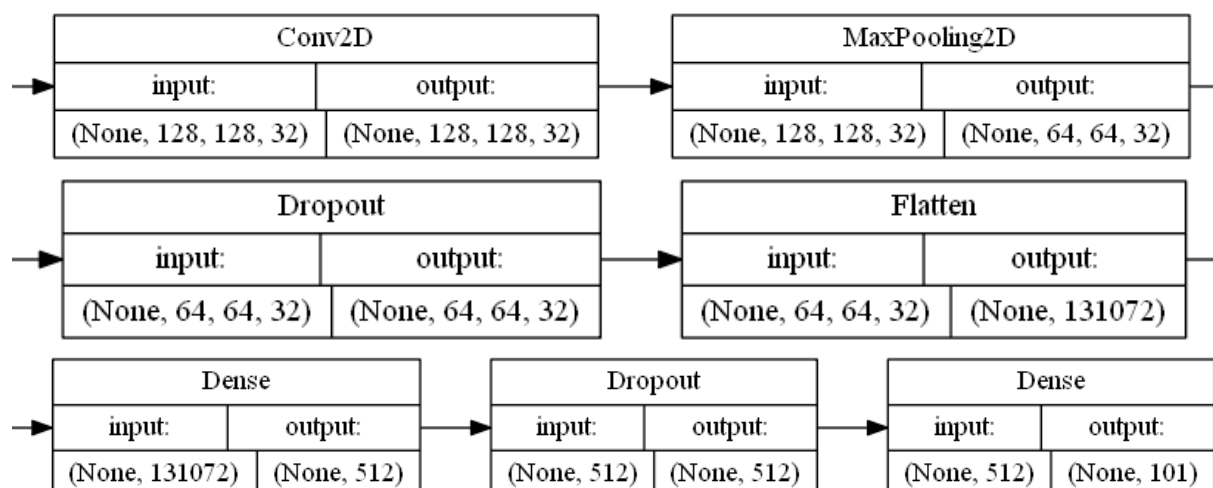 Conv2D MaxPooling2D
input: output: input: output:
(None, 128, 128, 32) (None, 128, 128, 32) (None, 128, 128, 32) (None, 64, 64, 32)
Dropout Flatten
input: output: input: output:
(None, 64, 64, 32) (None, 64, 64, 32) (None, 64, 64, 32) (None, 131072)
Dense Dropout Dense
input: output: input: output: input: output:
(None, 131072) (None, 512) (None, 512) (None, 512) (None, 512) (None, 101)